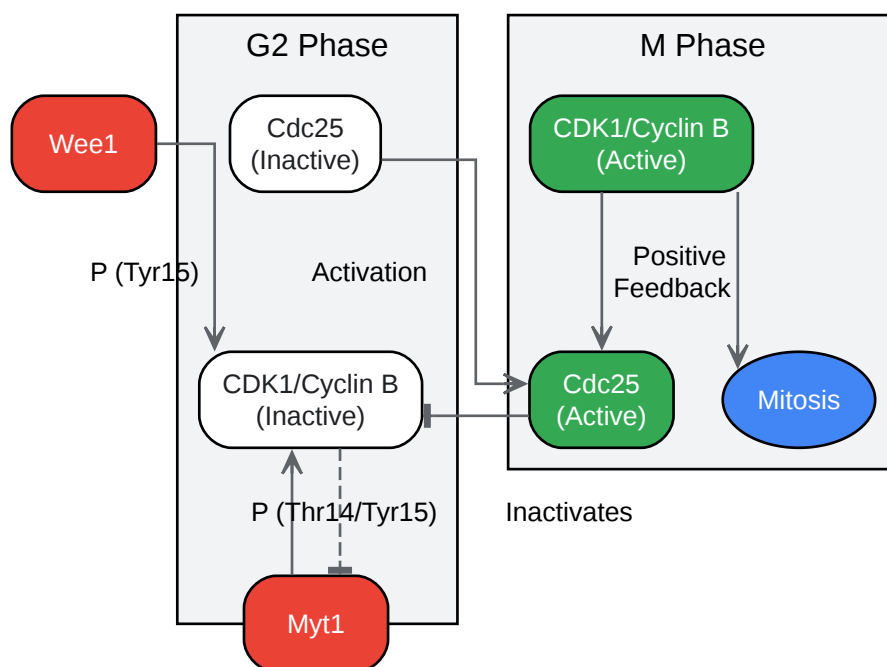 G2 Phase
M Phase
Wee1
Cdc25
(Inactive)
CDK1/Cyclin B
(Active)
P (Tyr15)
Activation
Positive
Feedback
CDK1/Cyclin B
(Inactive)
Cdc25
(Active)
Mitosis
P (Thr14/Tyr15)
Inactivates
Myt1